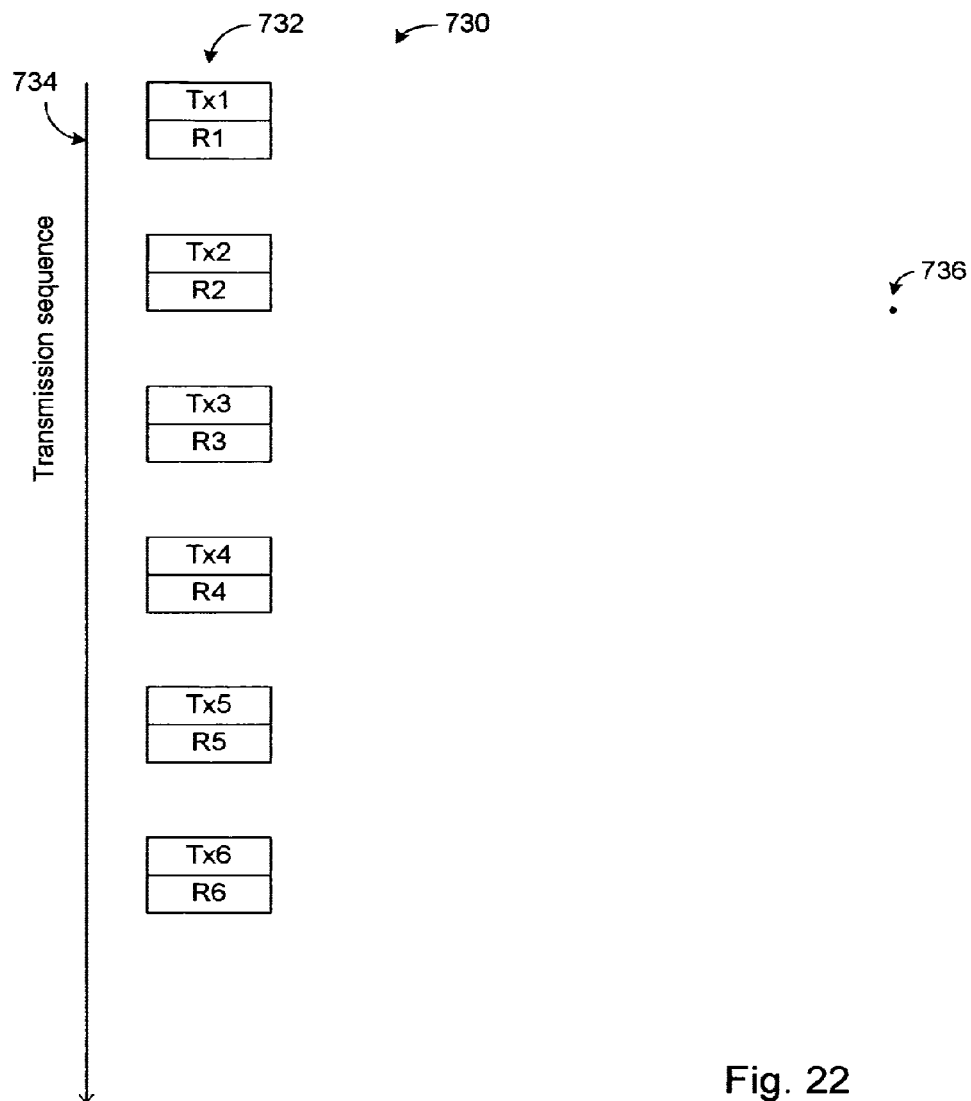 732
730
734
Tx1
R1
Transmission sequence
Tx2
R2
736
Tx3
R3
Tx4
R4
Tx5
R5
Tx6
R6
Fig. 22